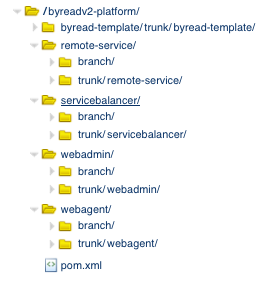 /byreadv2-platform/
byread-template/trunk/byread-template/
remote-service/
branch/
trunk/remote-service/
servicebalancer/
branch/
trunk/servicebalancer/
webadmin/
branch/
trunk/webadmin/
webagent/
branch/
trunk/webagent/
pom.xml